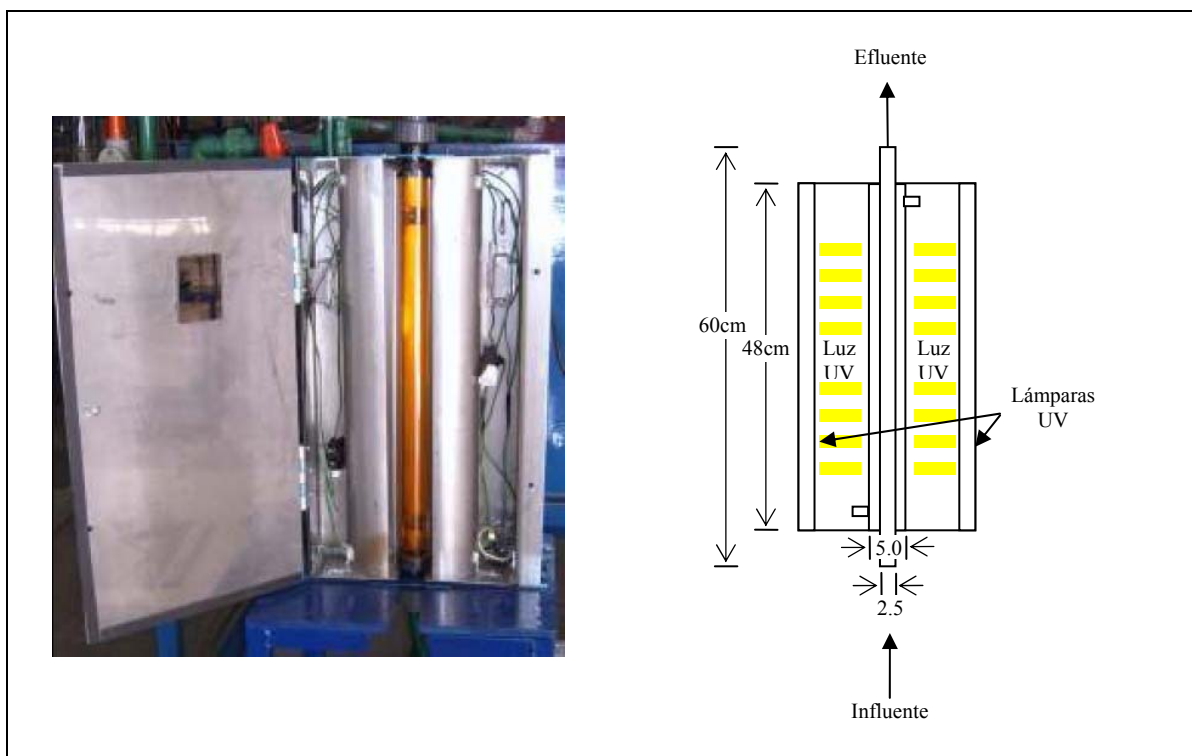 Efluente
60cm
48cm
Luz
UV
Luz
UV
Lámparas
UV
5.0
2.5
Influente